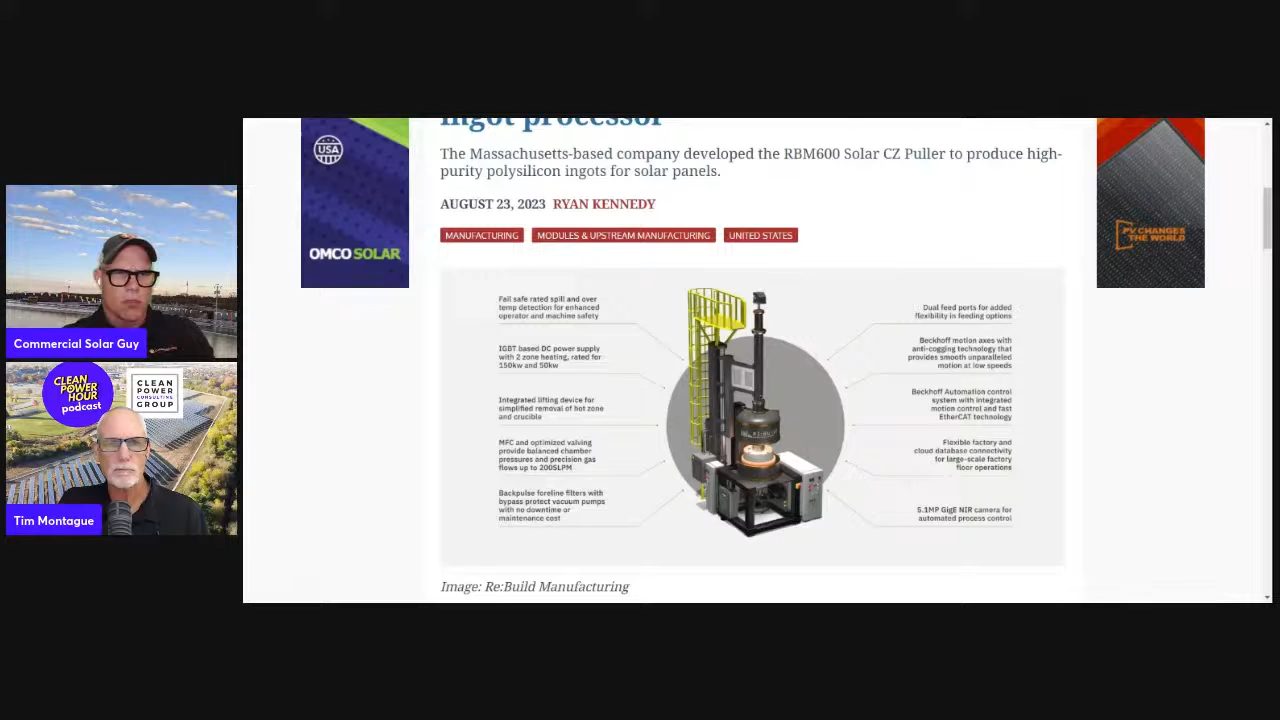 ingot processor
The Massachusetts-based company developed the RBM600 Solar CZ Puller to produce high-
purity polysilicon ingots for solar panels.
AUGUST 23, 2023 RYAN KENNEDY
MANUFACTURING MODULES & UPSTREAM MANUFACTURING UNITED STATES
USA
OMCO SOLAR
PV CHANGES
THE WORLD
Fail safe rated spill and over
temp detection for enhanced
operator and machine safety
IGBT based DC power supply
with 2 zone heating, rated for
150kw and 50kw
Integrated lifting device for
simplified removal of hot zone
and crucible
MFC and optimized valving
provide balanced chamber
pressures and precision gas
flows up to 200SLPM
Backpulse foreline filters with
bypass protect vacuum pumps
with no downtime or
maintenance cost
Dual feed ports for added
flexibility in feeding options
Beckhoff motion axes with
anti-cogging technology that
provides smooth unparalleled
motion at low speeds
Beckhoff Automation control
system with integrated
motion control and fast
EtherCAT technology
Flexible factory and
cloud database connectivity
for large-scale factory
floor operations
5.1MP GigE NIR camera for
automated process control
Image: Re:Build Manufacturing
Commercial Solar Guy
CLEAN
POWER
HOUR
podcast
CLEAN
POWER
CONSULTING
GROUP
Tim Montague